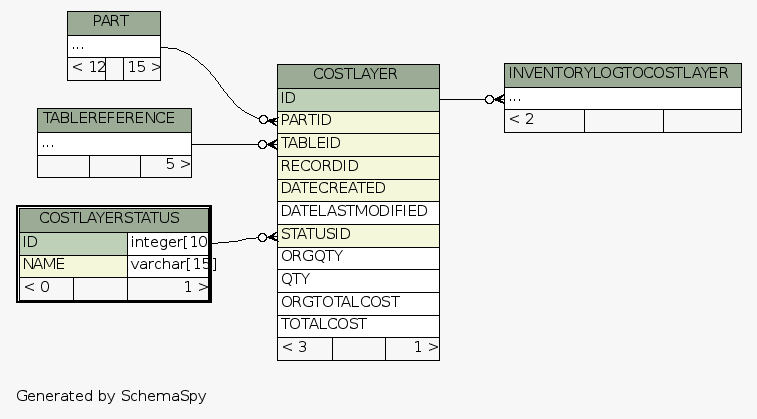 PART
...
< 12 15 >
TABLEREFERENCE
...
5 >
COSTLAYERSTATUS
ID integer[10
NAME varchar[15]
< 0 1 >
COSTLAYER
ID
PARTID
TABLEID
RECORDID
DATECREATED
DATELASTMODIFIED
STATUSID
ORGQTY
QTY
ORGTOTALCOST
TOTALCOST
< 3 1 >
INVENTORYLOGTOCOSTLAYER
...
< 2
Generated by SchemaSpy